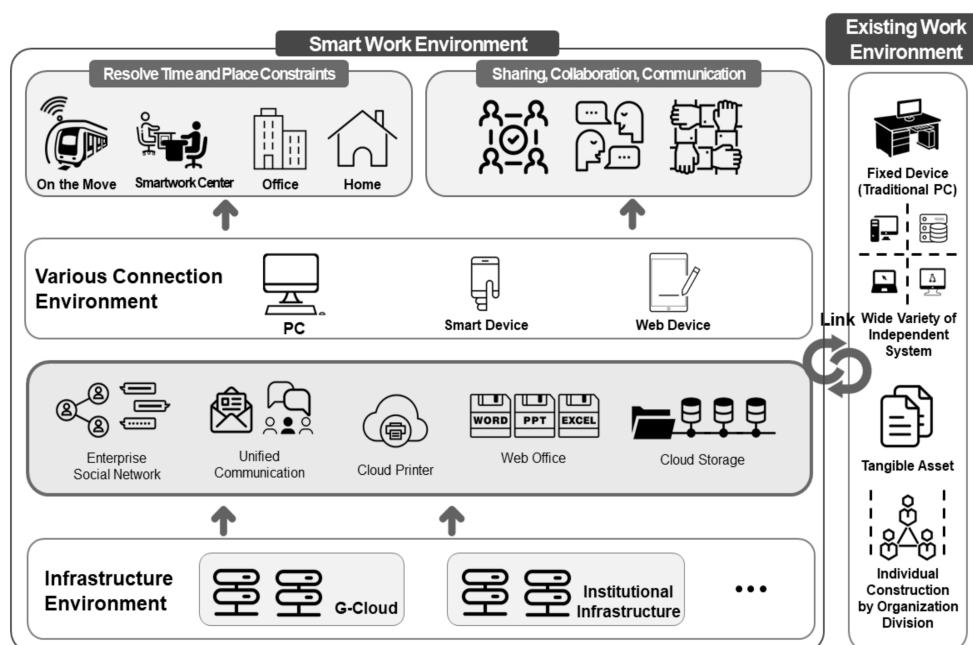 Smart Work Environment
Resolve Time and Place Constraints
On the Move
Smartwork Center
Office
Home
Sharing, Collaboration, Communication
Various Connection
Environment
PC
Smart Device
Web Device
Enterprise
Social Network
Unified
Communication
Cloud Printer
WORD
PPT
EXCEL
Web Office
Cloud Storage
Infrastructure
Environment
G-Cloud
Institutional
Infrastructure
•••
Link
Existing Work
Environment
Fixed Device
(Traditional PC)
Wide Variety of
Independent
System
Tangible Asset
Individual
Construction
by Organization
Division